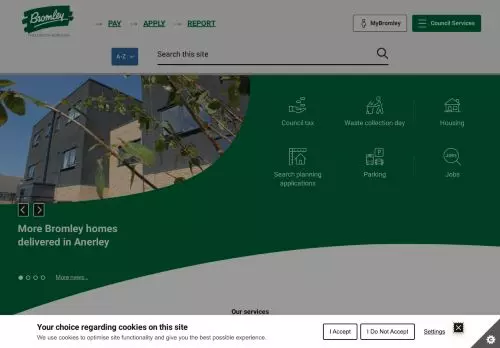 Bromley
PAY
APPLY
REPORT
MyBromley
Council Services
A-Z
Search this site
Council tax
Waste collection day
Housing
P
JOBS
Search planning
applications
Parking
Jobs
More Bromley homes
delivered in Anerley
More news...
Our services
Your choice regarding cookies on this site
We use cookies to optimise site functionality and give you the best possible experience.
I Accept
I Do Not Accept
Settings